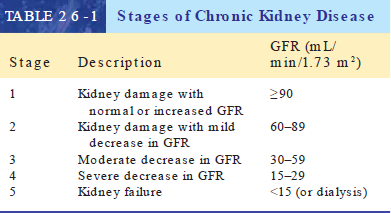 TABLE 26-1 Stages of Chronic Kidney Disease
GFR (mL/
Stage Description min/1.73 m²)
1 Kidney damage with ≥90
normal or increased GFR
2 Kidney damage with mild 60–89
decrease in GFR
3 Moderate decrease in GFR 30–59
4 Severe decrease in GFR 15–29
5 Kidney failure <15 (or dialysis)